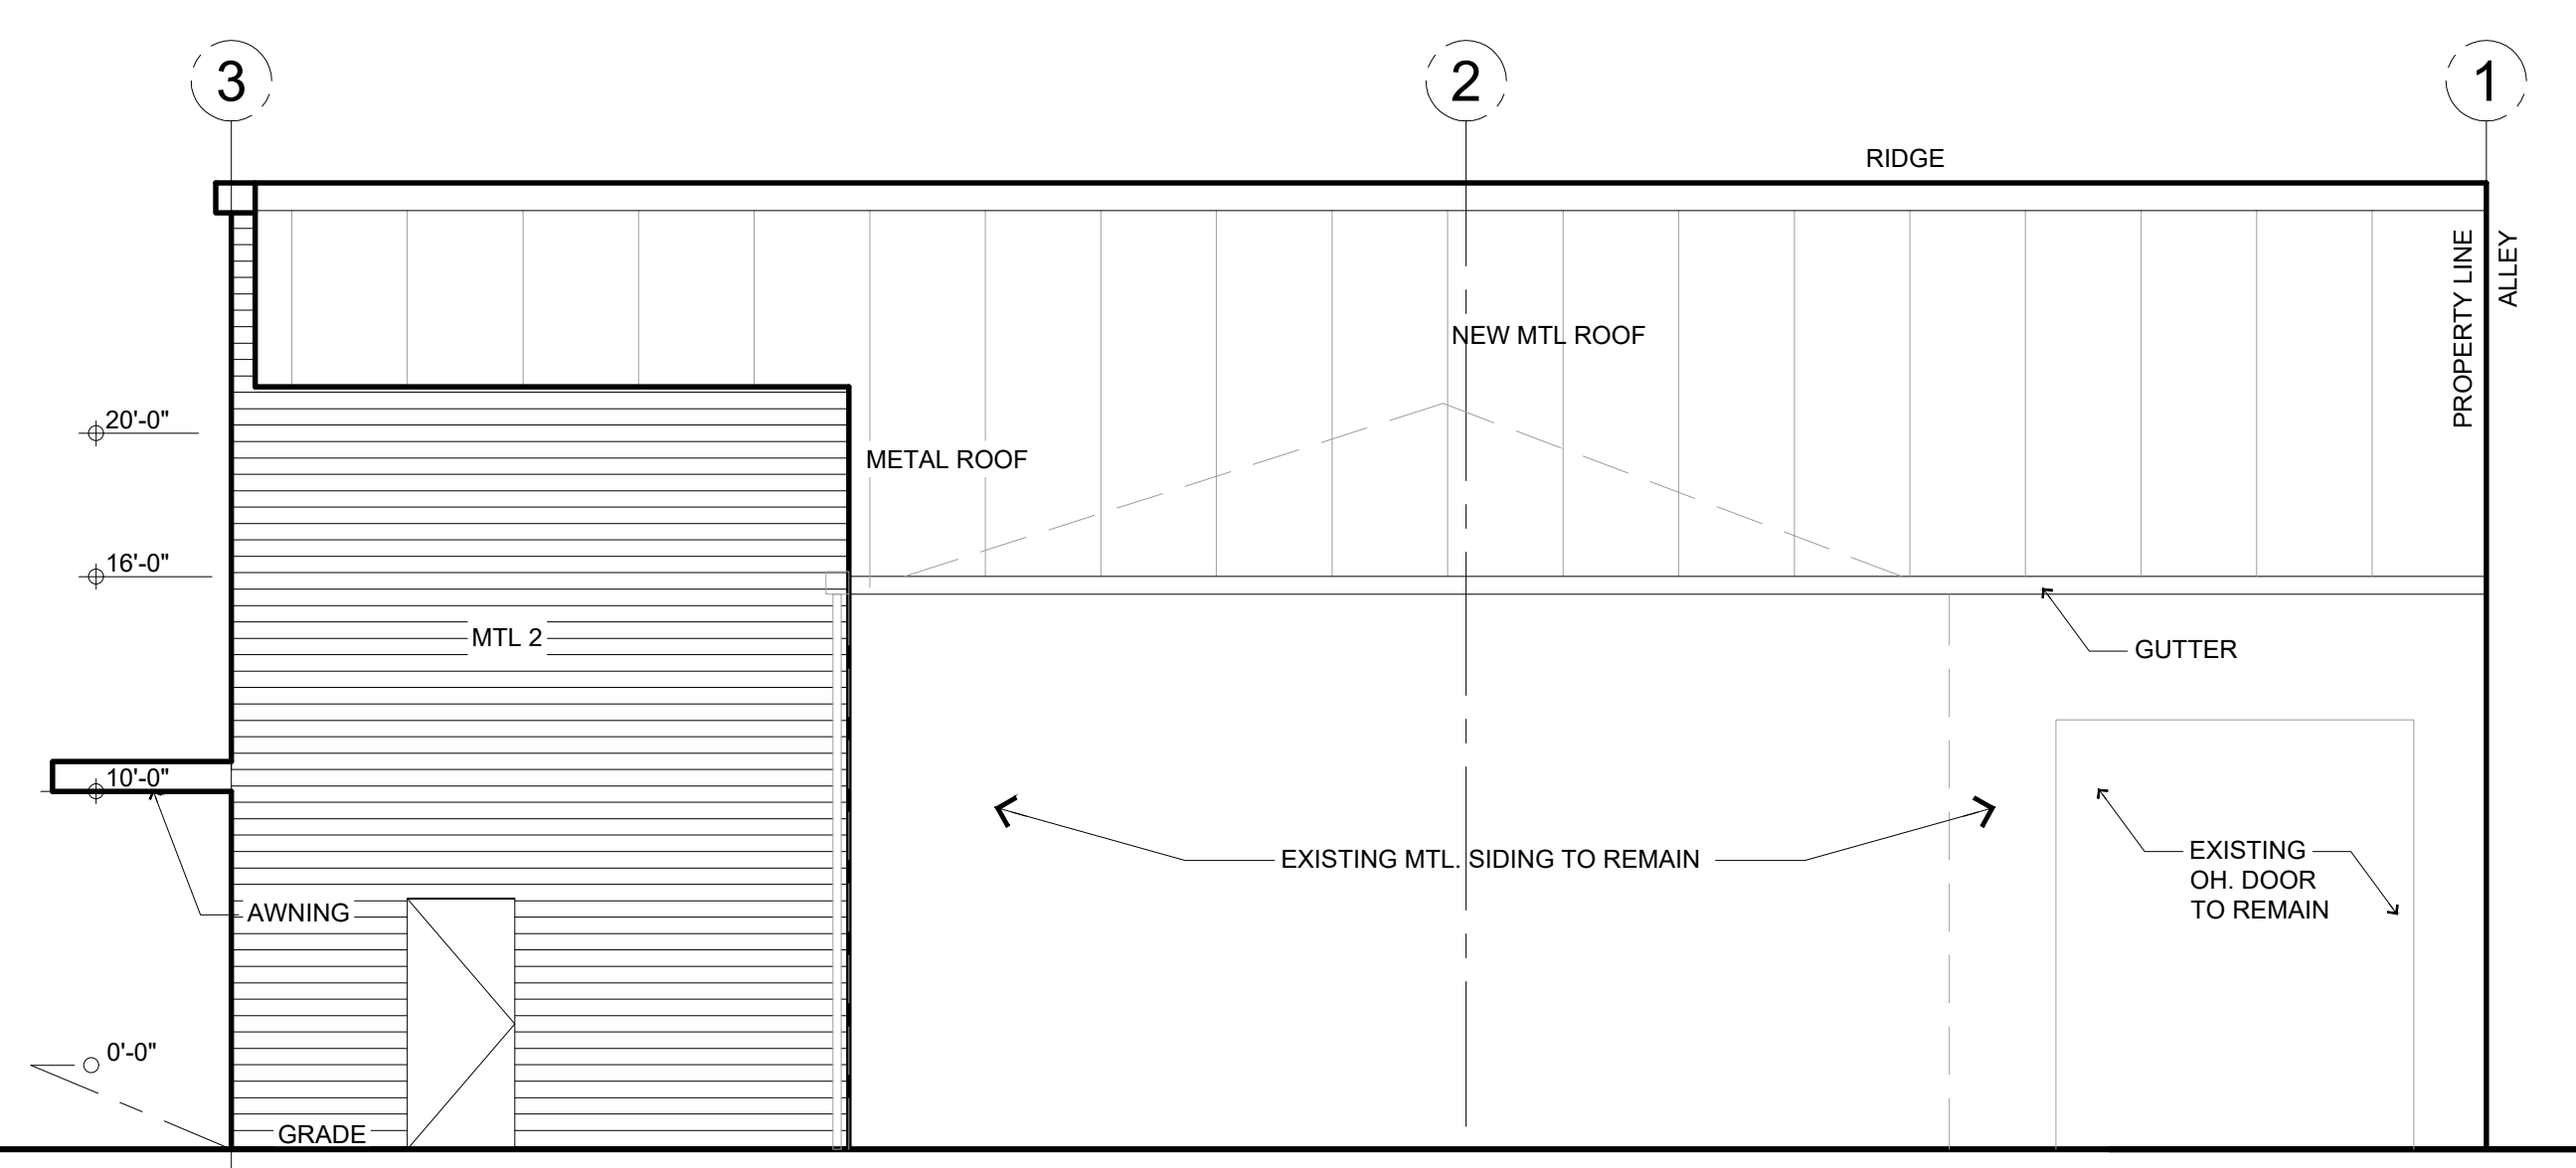 3
2
1
RIDGE
PROPERTY LINE
ALLEY
NEW MTL ROOF
20'-0"
METAL ROOF
16'-0"
MTL 2
GUTTER
10'-0"
EXISTING MTL. SIDING TO REMAIN
EXISTING
OH. DOOR
TO REMAIN
AWNING
0'-0"
GRADE